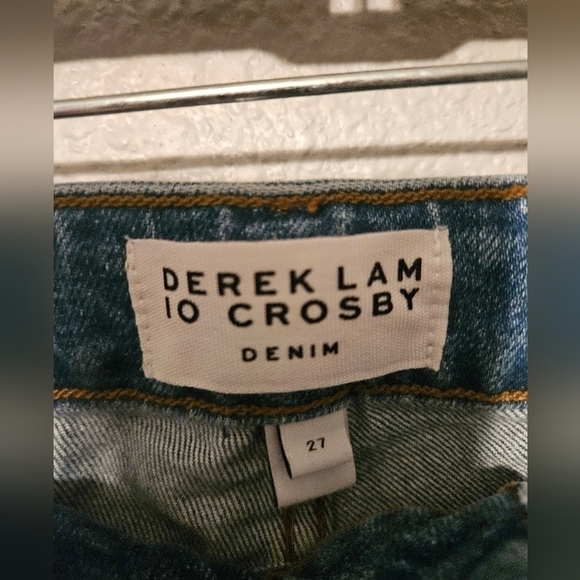 DEREK LAM
10 CROSBY
DENIM
27